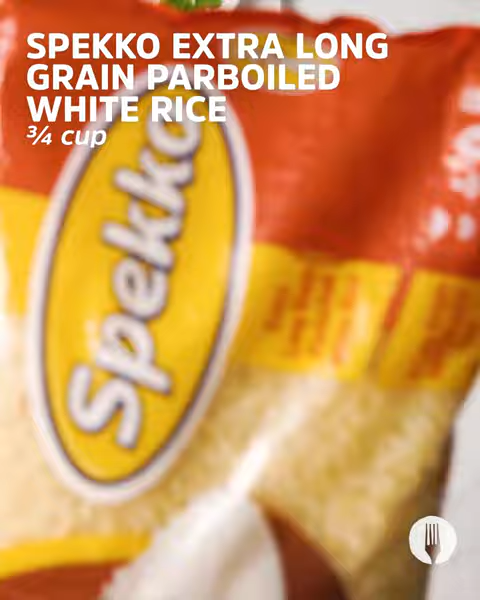 SPEKKO EXTRA LONG
GRAIN PARBOILED
WHITE RICE
¾ cup
Spekko